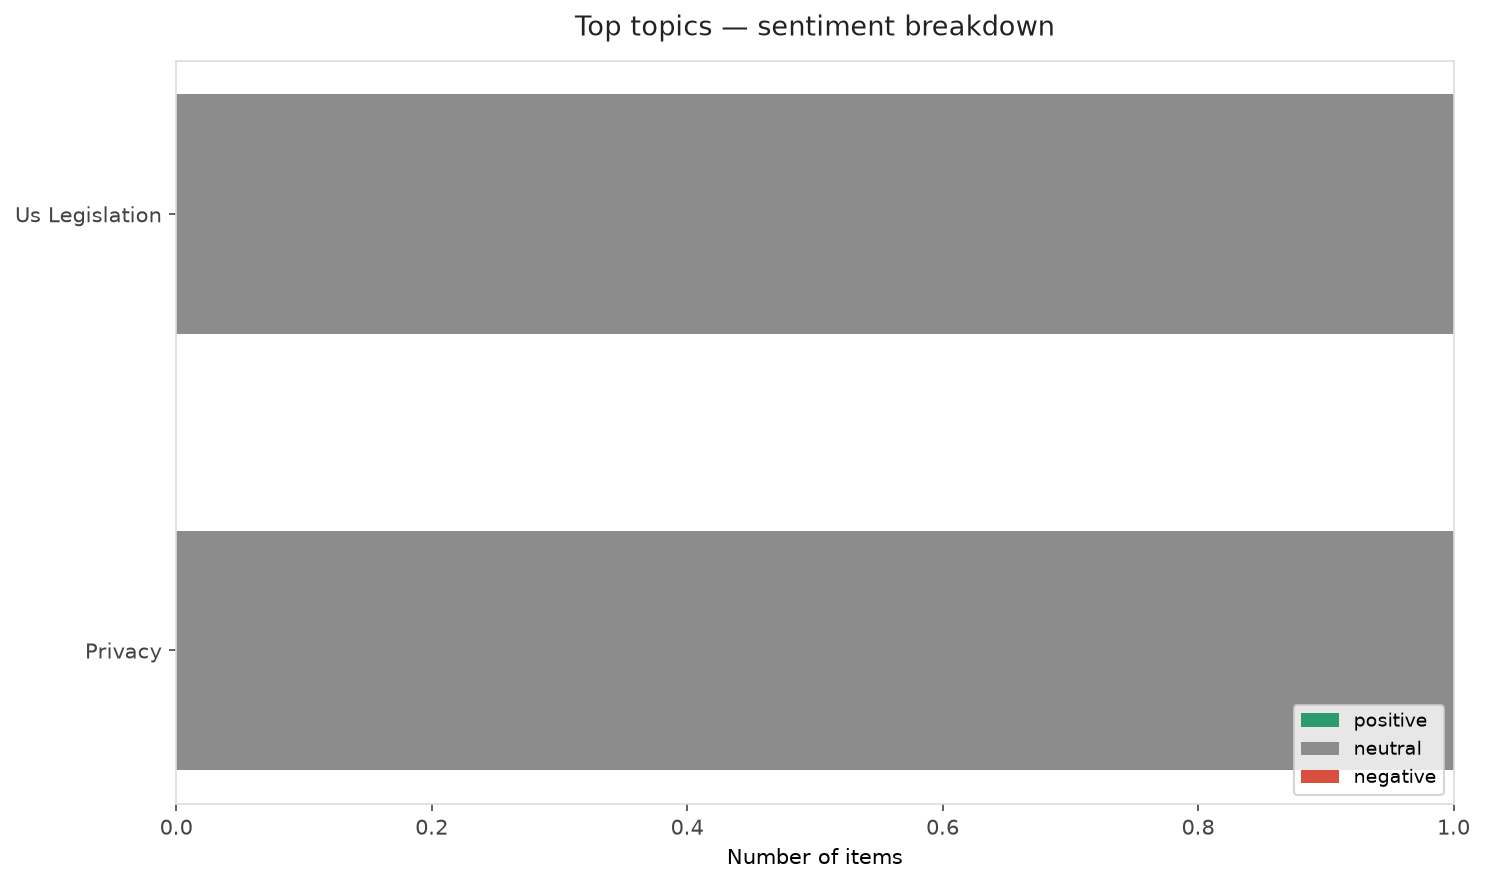 Top topics — sentiment breakdown
Us Legislation
Privacy
positive
neutral
negative
0.0 0.2 0.4 0.6 0.8 1.0
Number of items